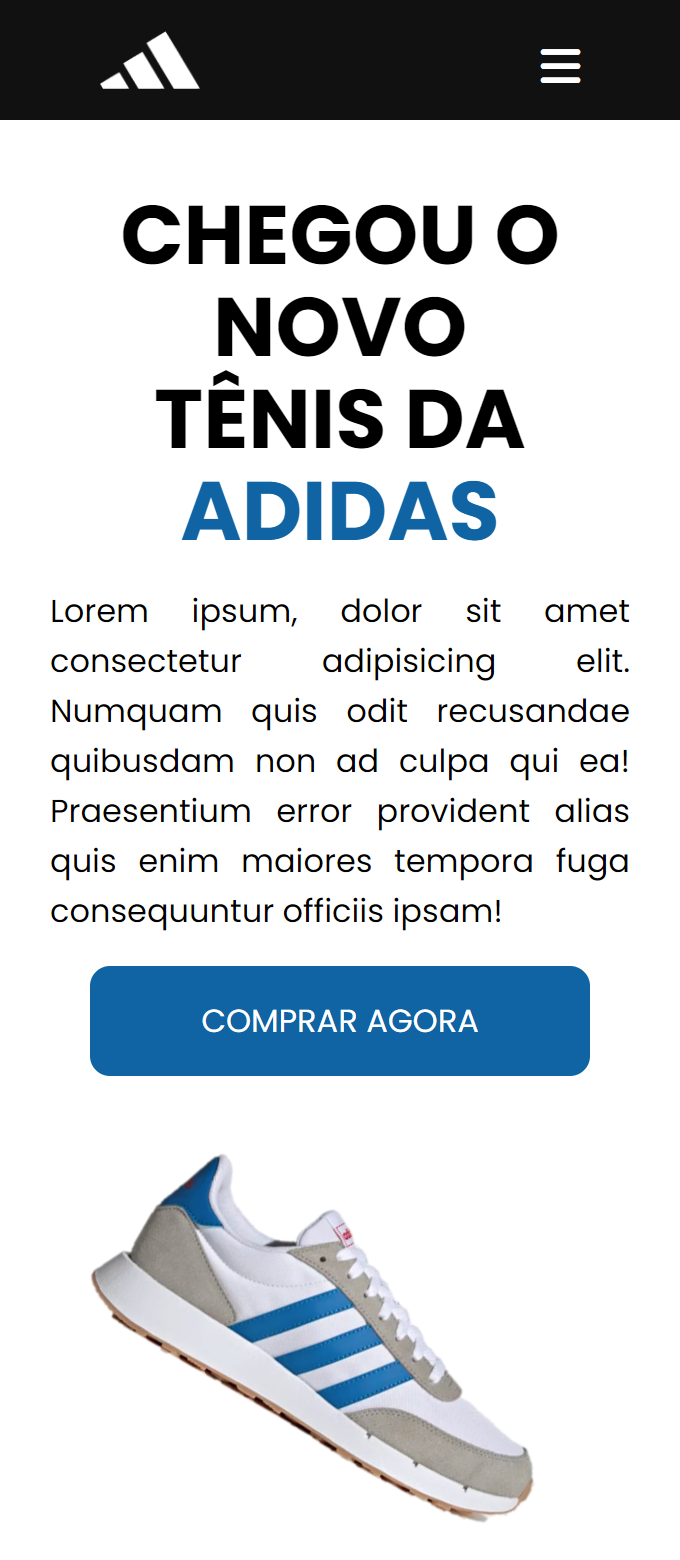 CHEGOU O
NOVO
TÊNIS DA
ADIDAS
Lorem ipsum, dolor sit amet
consectetur adipisicing elit.
Numquam quis odit recusandae
quibusdam non ad culpa qui ea!
Praesentium error provident alias
quis enim maiores tempora fuga
consequuntur officiis ipsam!
COMPRAR AGORA